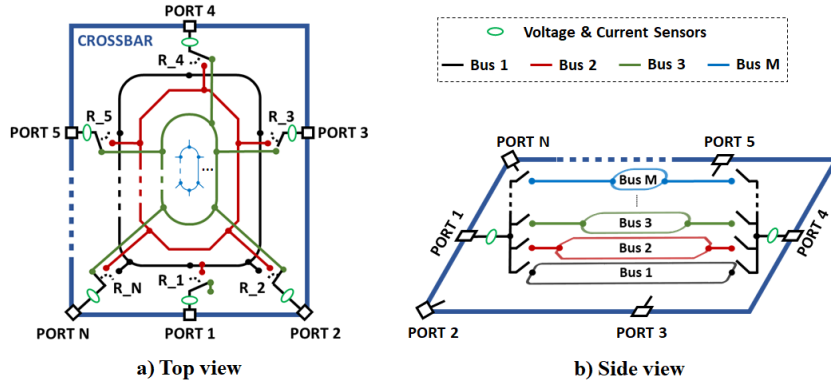 PORT 4
CROSSBAR
R_4
R_5
R_3
PORT 5
PORT 3
...
R_N
R_1
R_2
PORT N
PORT 1
PORT 2
a) Top view
Voltage & Current Sensors
Bus 1
Bus 2
Bus 3
Bus M
PORT N
PORT 5
Bus M
PORT 1
Bus 3
PORT 4
Bus 2
Bus 1
PORT 2
PORT 3
b) Side view